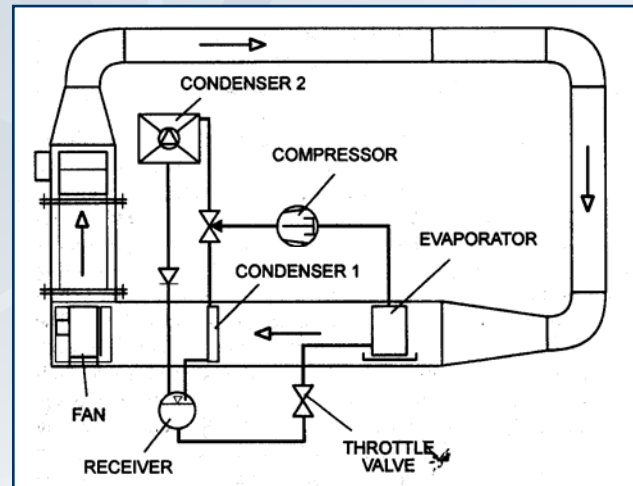 CONDENSER 2
COMPRESSOR
EVAPORATOR
CONDENSER 1
FAN
RECEIVER
THROTTLE
VALVE